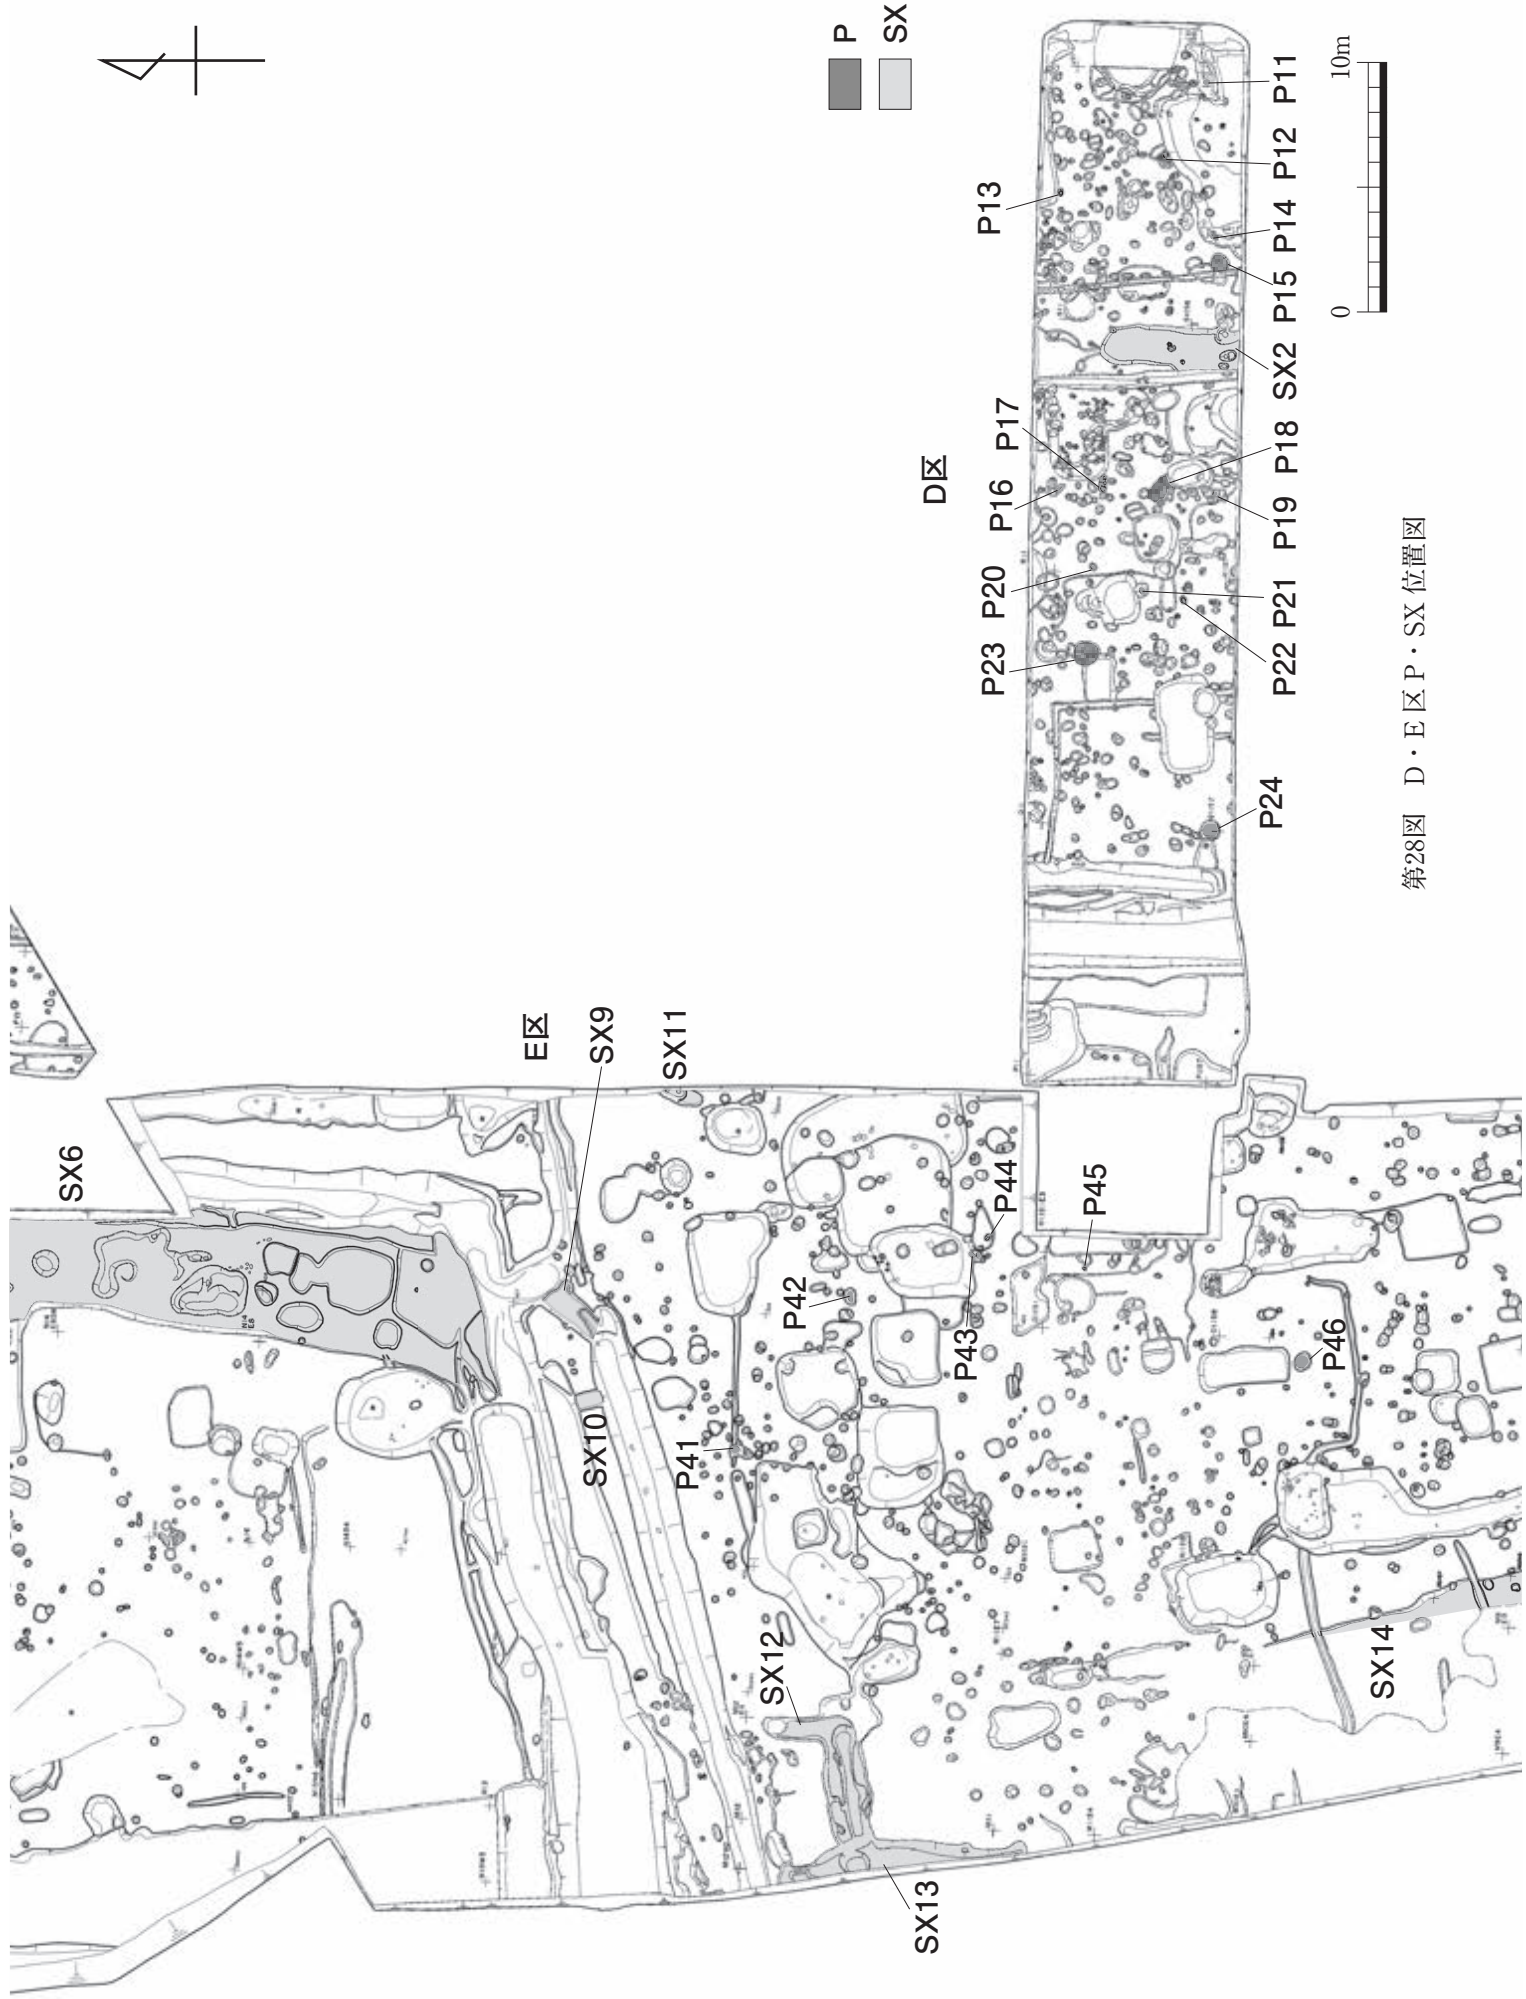 SX6
E区
SX9
SX11
SX10
P41
P42
P43
P44
P45
P46
SX12
SX13
SX14
D区
P13
P17
P16
P20
P23
P11
P12
P14
P15
SX2
P18
P19
P21
P22
P24
P
SX
0
10m
第28図 D・E区P・SX位置図